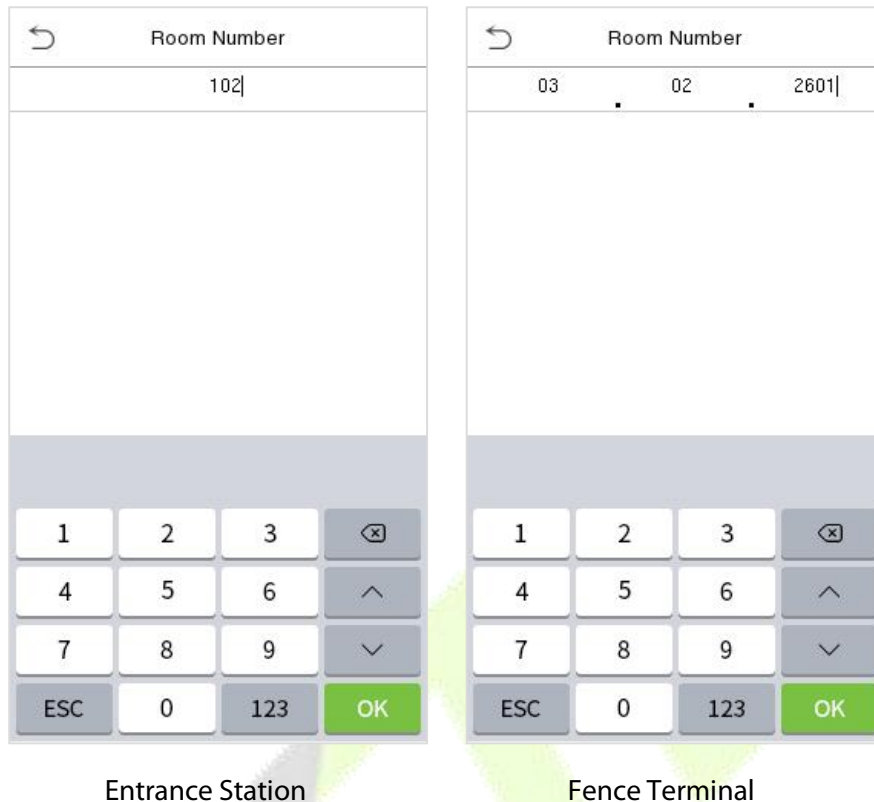 Room Number
102
1 2 3
4 5 6
7 8 9
ESC 0 123 OK
Entrance Station
Room Number
03 . 02 . 2601
1 2 3
4 5 6
7 8 9
ESC 0 123 OK
Fence Terminal